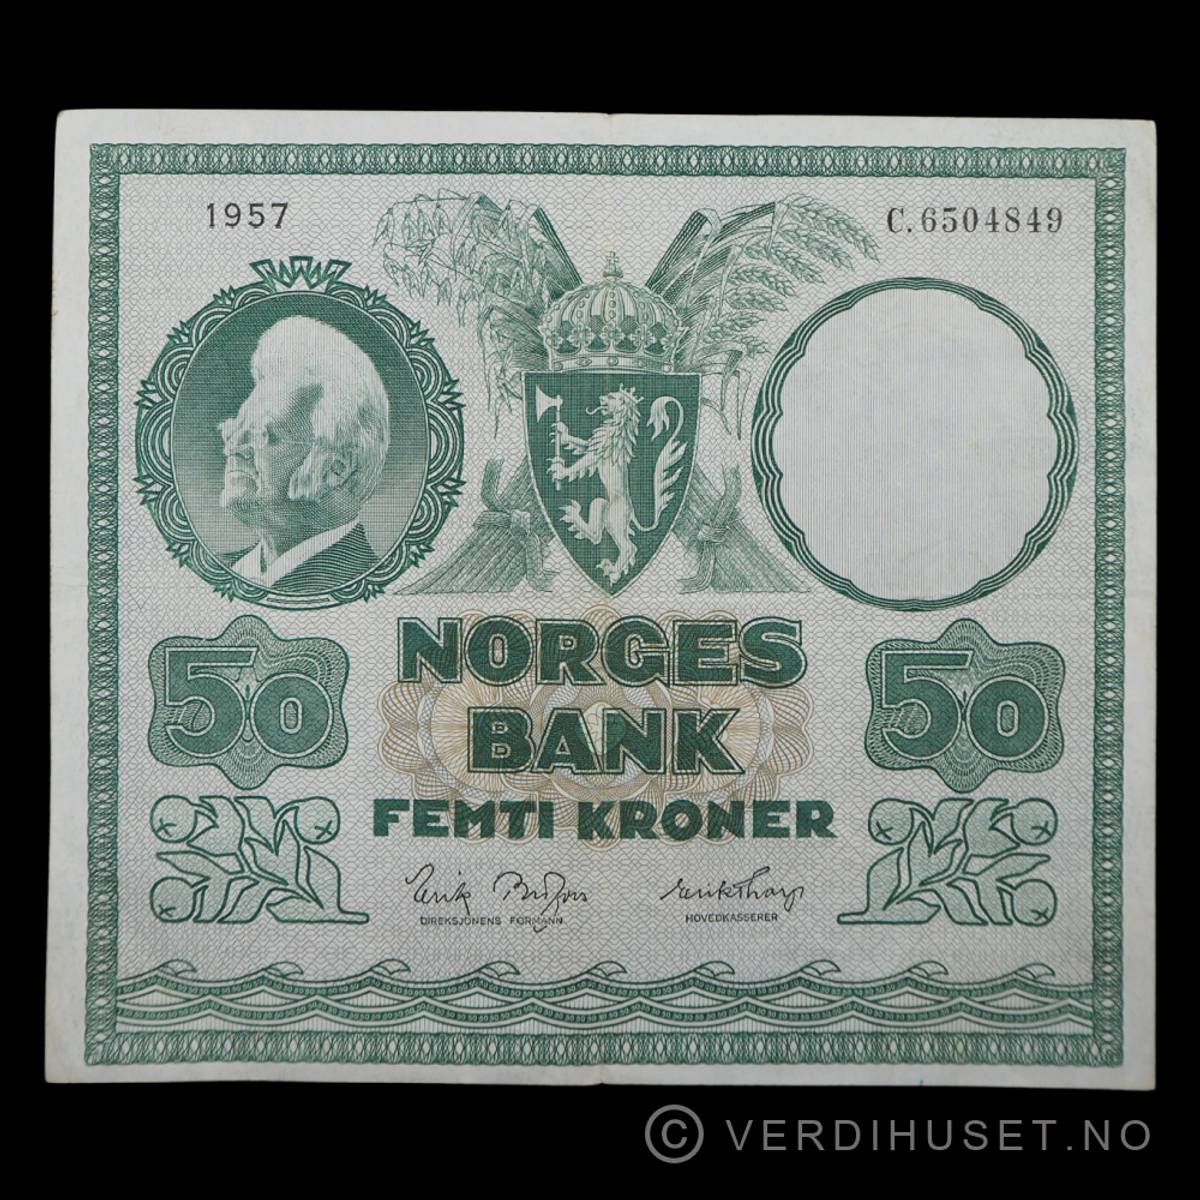 1957 C.6504849
50 NORGES 50
BANK
FEMTI KRONER
DIREKSJONENS FORMANN HOVEDKASSERER
© VERDIHUSET.NO